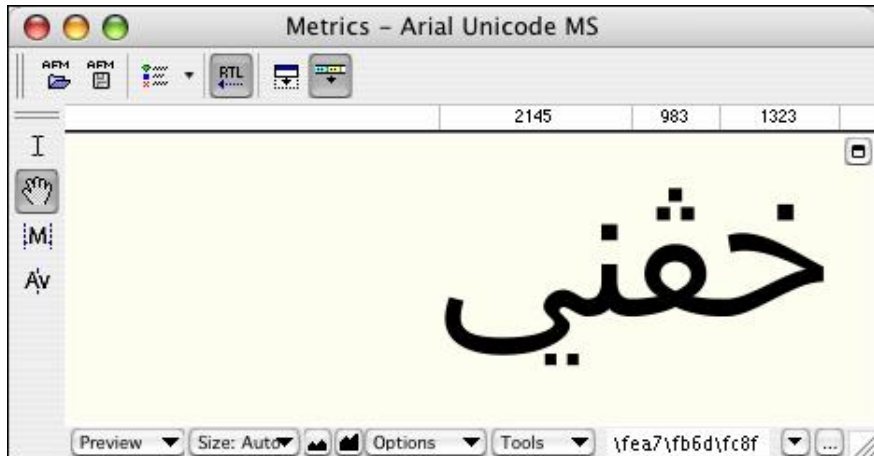 Metrics – Arial Unicode MS
AFM AFM RTL
2145 983 1323
خڤني
M
AV
Preview Size: Auto Options Tools \fea7\fb6d\fc8f ...